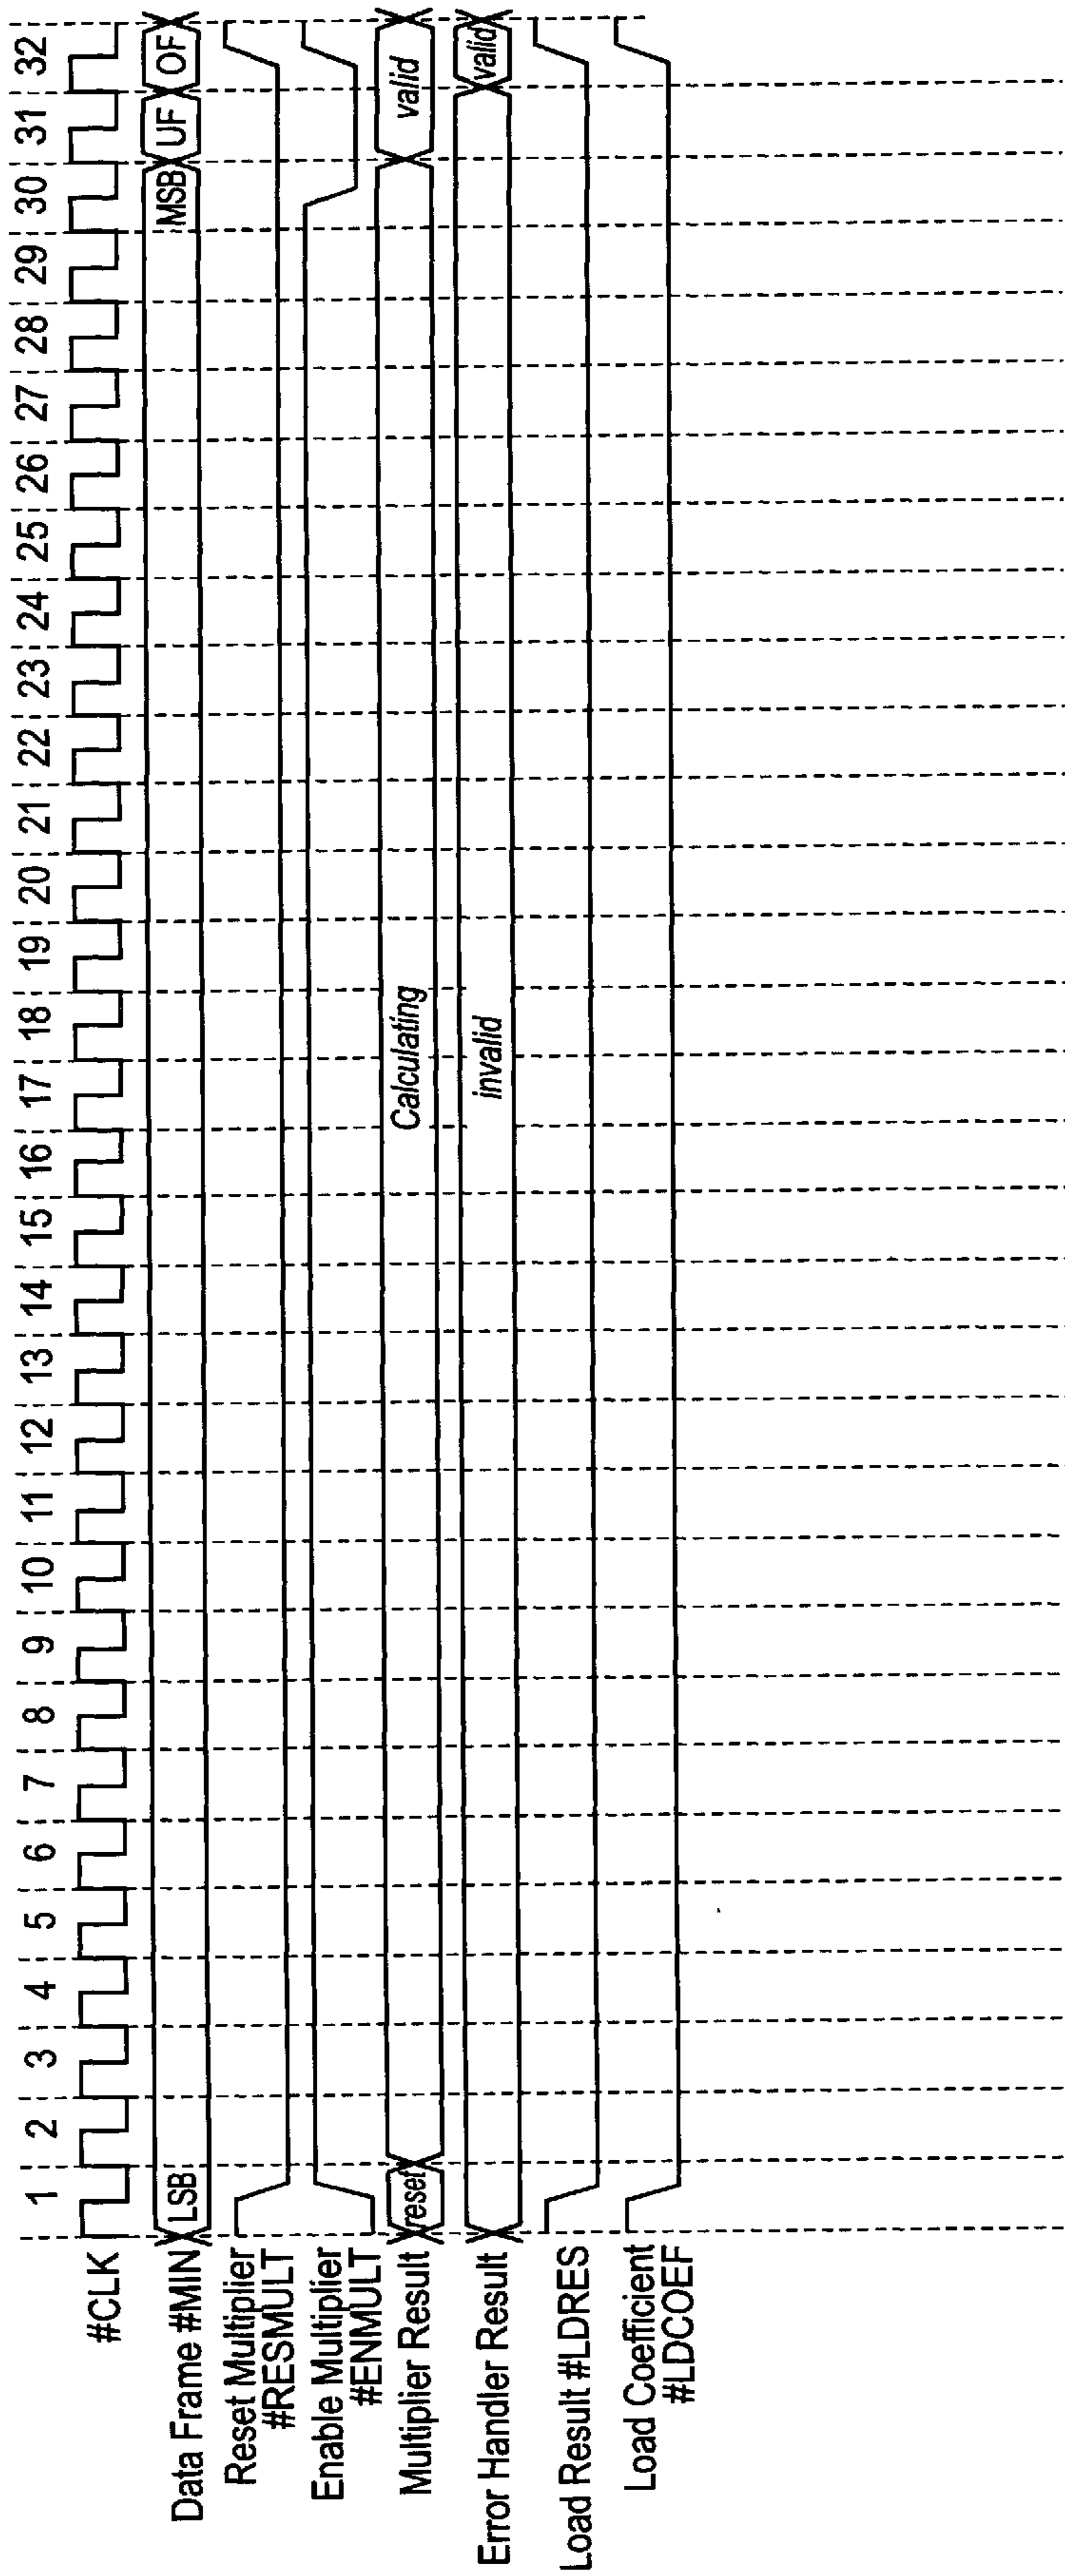 1 2 3 4 5 6 7 8 9 10 11 12 13 14 15 16 17 18 19 20 21 22 23 24 25 26 27 28 29 30 31 32
#CLK
Data Frame #MIN LSB MSB UF OF
Reset Multiplier
#RESMULT
Enable Multiplier
#ENMULT
Multiplier Result reset Calculating valid
Error Handler Result invalid valid
Load Result #LDRES
Load Coefficient
#LDCOEF